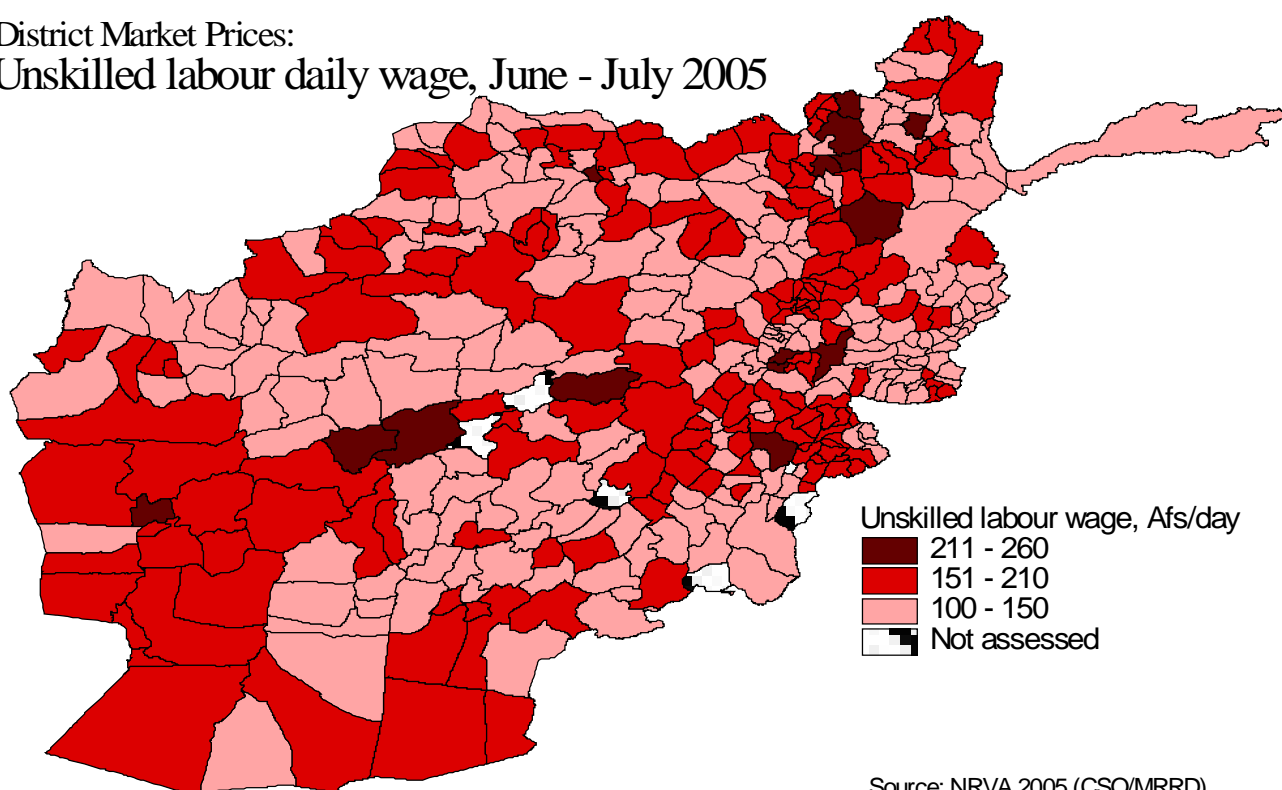 District Market Prices:
Unskilled labour daily wage, June - July 2005
Unskilled labour wage, Afs/day
211 - 260
151 - 210
100 - 150
Not assessed
Source: NRVA 2005 (CSO/MRRD)